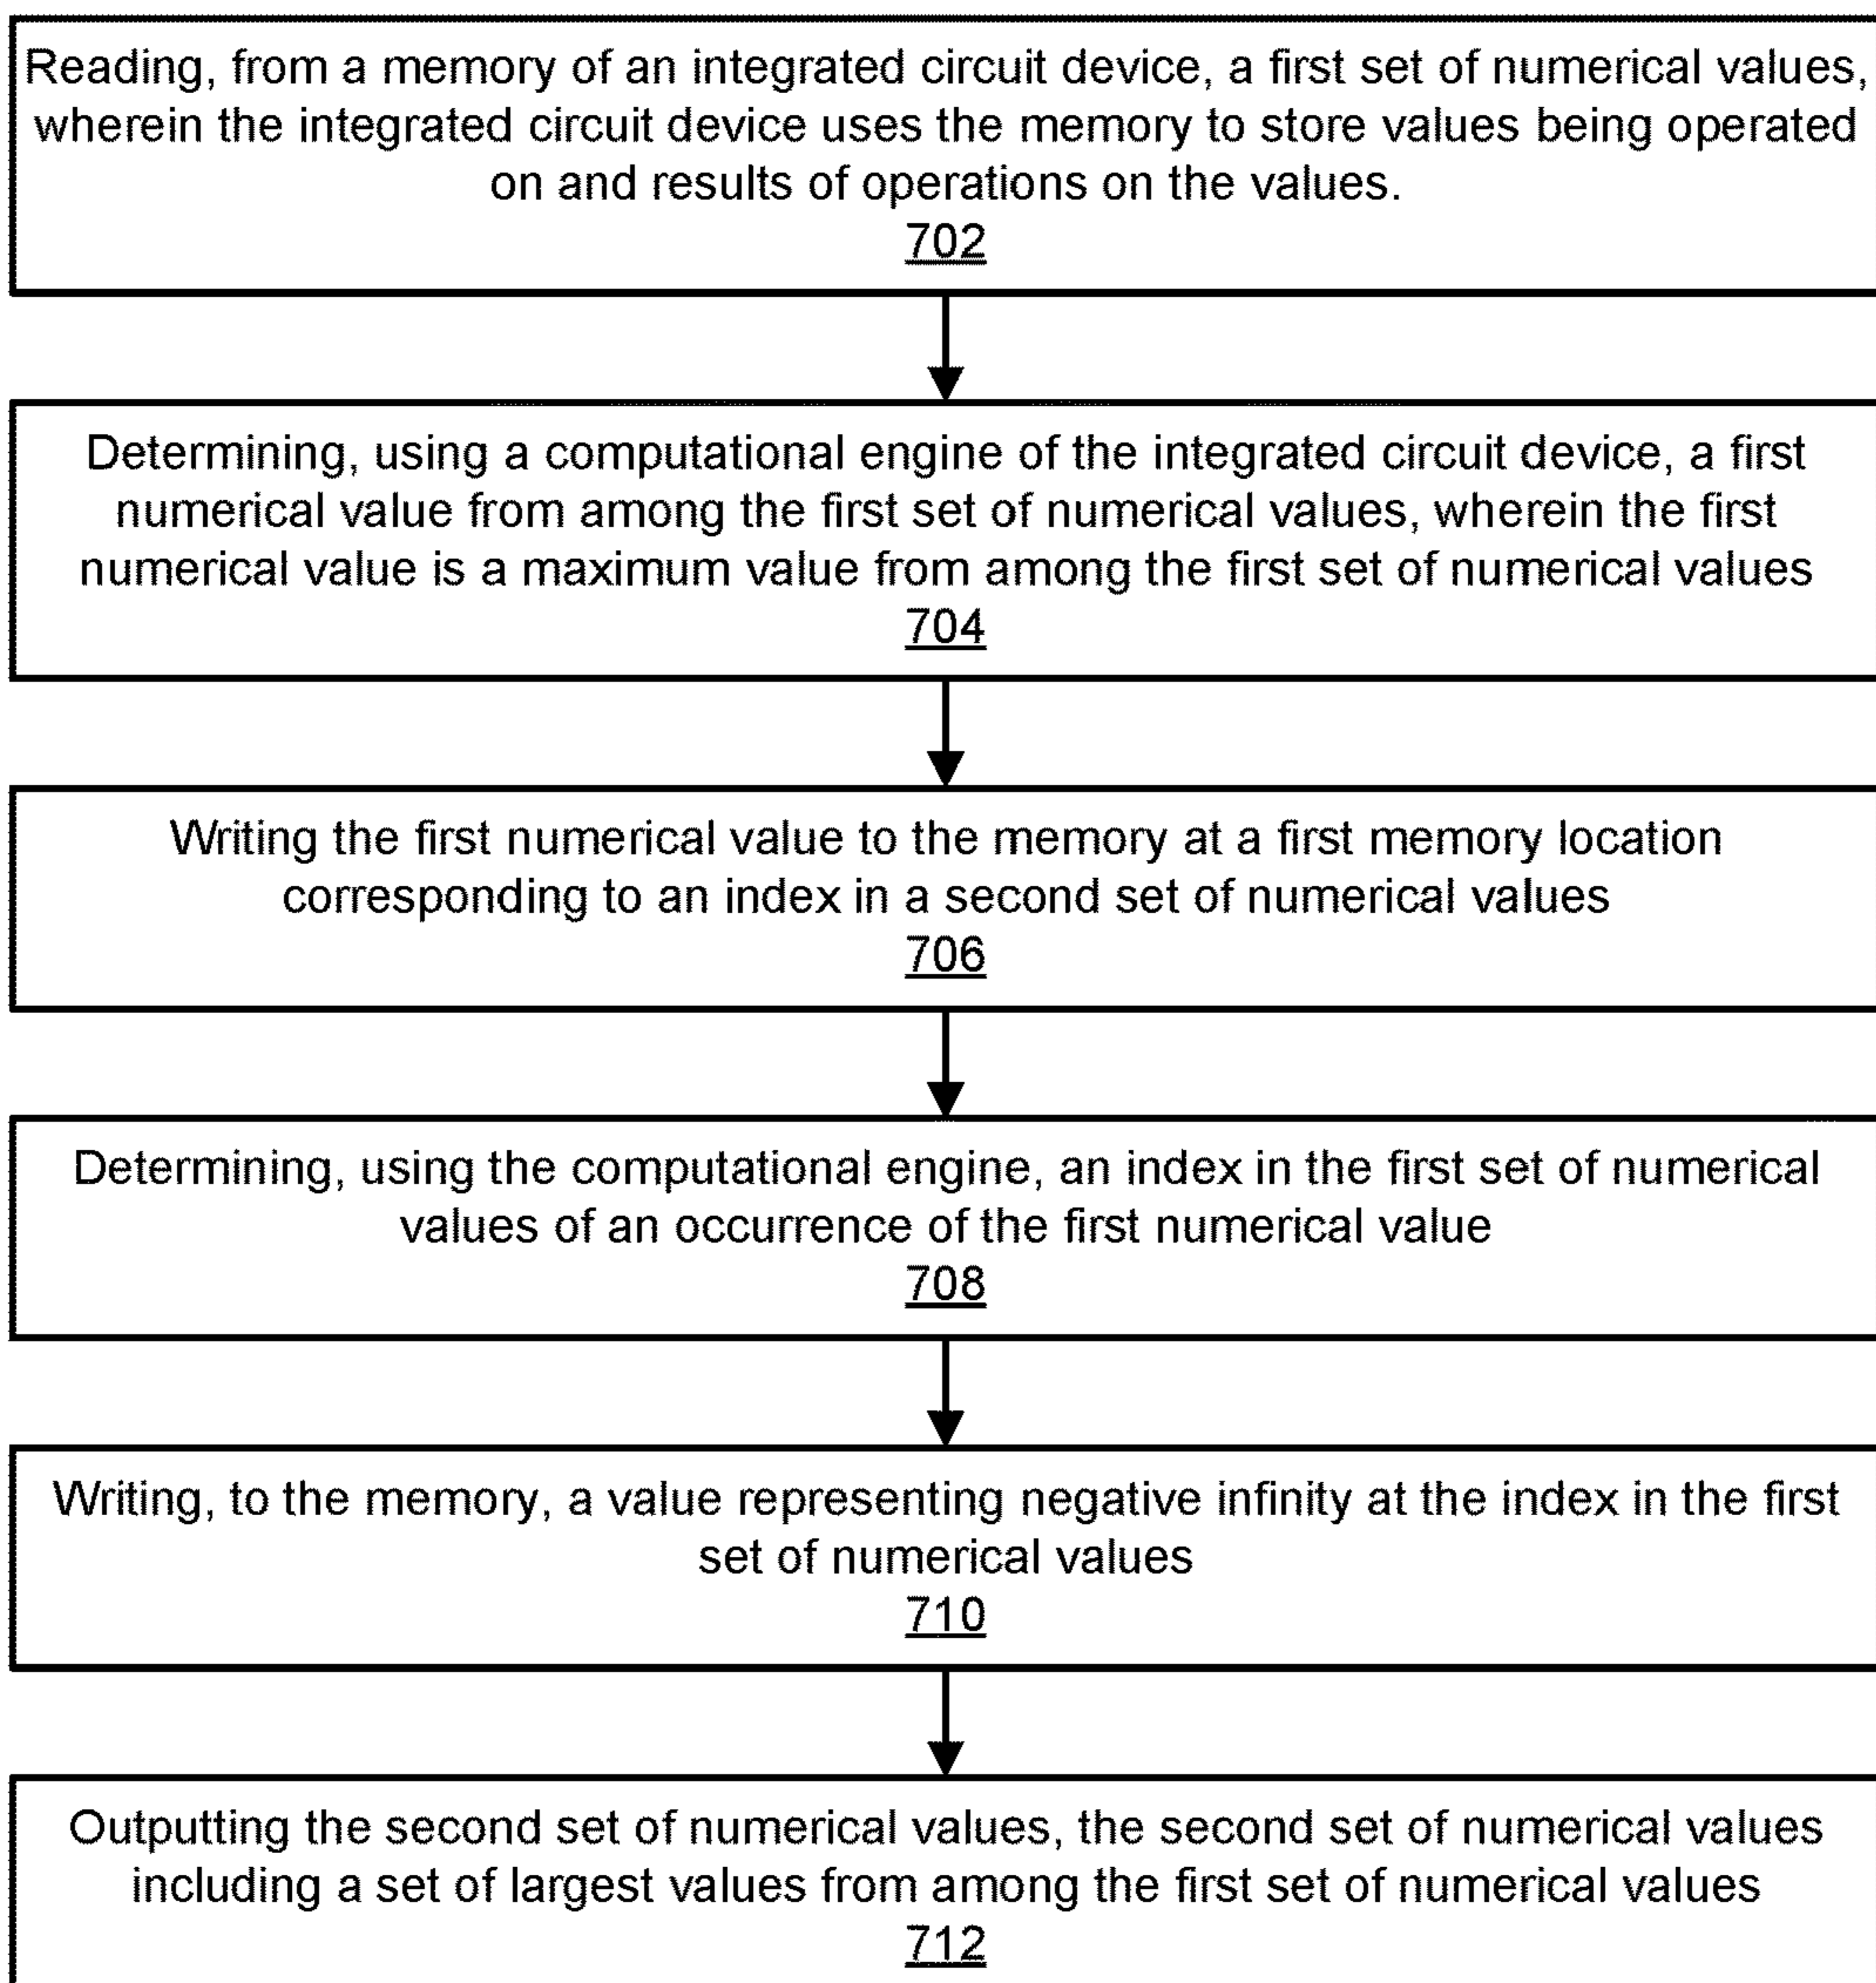 Reading, from a memory of an integrated circuit device, a first set of numerical values,
wherein the integrated circuit device uses the memory to store values being operated
on and results of operations on the values.
702
Determining, using a computational engine of the integrated circuit device, a first
numerical value from among the first set of numerical values, wherein the first
numerical value is a maximum value from among the first set of numerical values
704
Writing the first numerical value to the memory at a first memory location
corresponding to an index in a second set of numerical values
706
Determining, using the computational engine, an index in the first set of numerical
values of an occurrence of the first numerical value
708
Writing, to the memory, a value representing negative infinity at the index in the first
set of numerical values
710
Outputting the second set of numerical values, the second set of numerical values
including a set of largest values from among the first set of numerical values
712